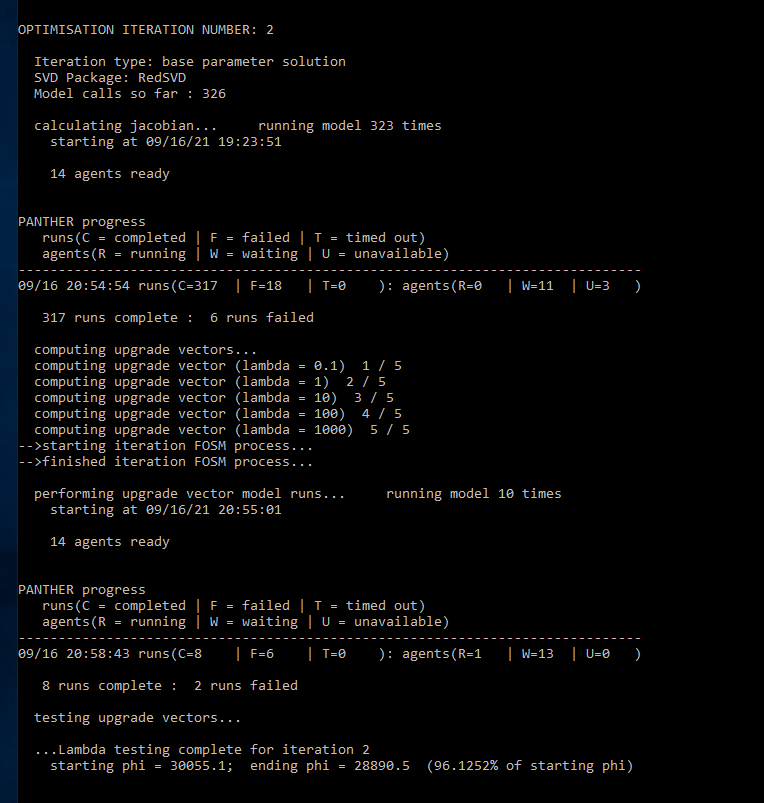 OPTIMISATION ITERATION NUMBER: 2
Iteration type: base parameter solution
SVD Package: RedSVD
Model calls so far : 326
calculating jacobian...     running model 323 times
starting at 09/16/21 19:23:51
14 agents ready
PANTHER progress
runs(C = completed | F = failed | T = timed out)
agents(R = running | W = waiting | U = unavailable)
------------------------------------------------------------------------------
09/16 20:54:54 runs(C=317  | F=18   | T=0    ): agents(R=0   | W=11  | U=3   )
317 runs complete :  6 runs failed
computing upgrade vectors...
computing upgrade vector (lambda = 0.1)  1 / 5
computing upgrade vector (lambda = 1)  2 / 5
computing upgrade vector (lambda = 10)  3 / 5
computing upgrade vector (lambda = 100)  4 / 5
computing upgrade vector (lambda = 1000)  5 / 5
-->starting iteration FOSM process...
-->finished iteration FOSM process...
performing upgrade vector model runs...     running model 10 times
starting at 09/16/21 20:55:01
14 agents ready
PANTHER progress
runs(C = completed | F = failed | T = timed out)
agents(R = running | W = waiting | U = unavailable)
------------------------------------------------------------------------------
09/16 20:58:43 runs(C=8    | F=6    | T=0    ): agents(R=1   | W=13  | U=0   )
8 runs complete :  2 runs failed
testing upgrade vectors...
...Lambda testing complete for iteration 2
starting phi = 30055.1;  ending phi = 28890.5  (96.1252% of starting phi)